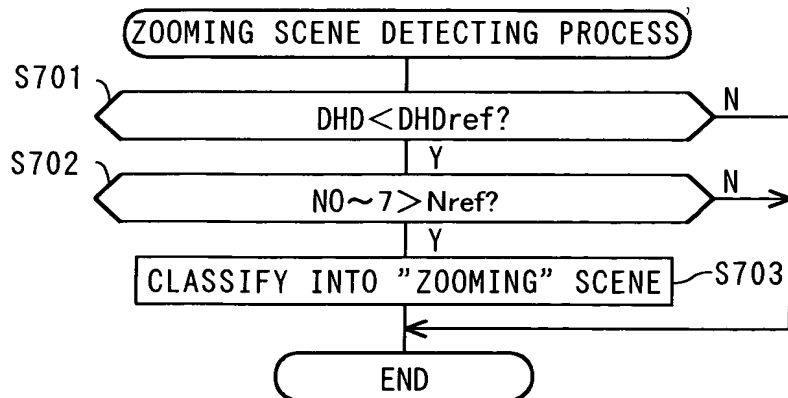 ZOOMING SCENE DETECTING PROCESS
S701
DHD<DHDref?
N
Y
S702
N0~7>Nref?
N
Y
CLASSIFY INTO "ZOOMING" SCENE
S703
END